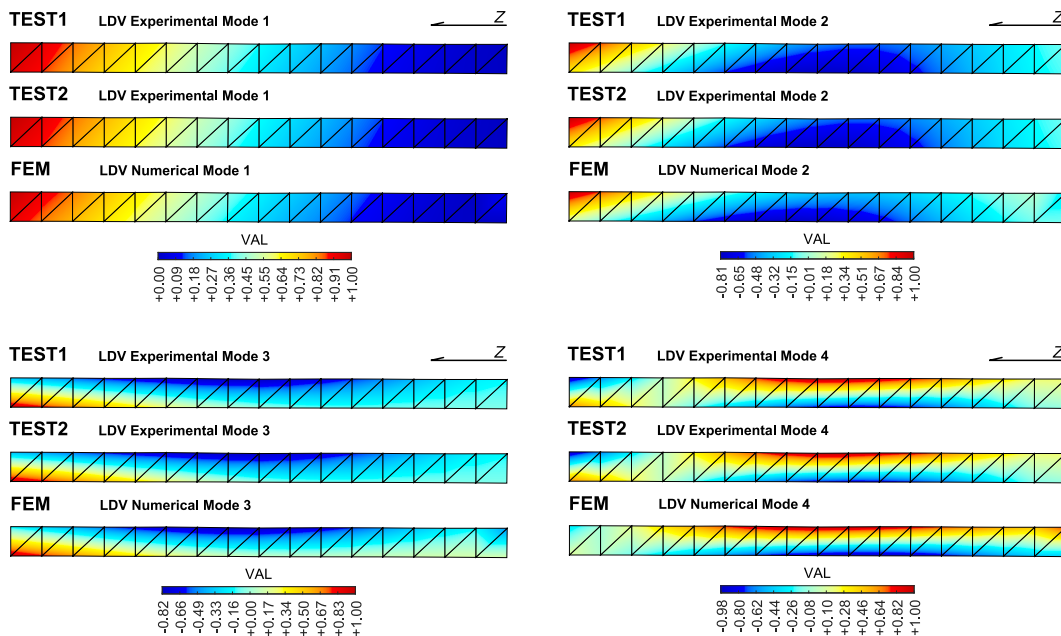 TEST1 LDV Experimental Mode 1 Z
TEST2 LDV Experimental Mode 1
FEM LDV Numerical Mode 1
VAL
+0.00 +0.09 +0.18 +0.27 +0.36 +0.45 +0.55 +0.64 +0.73 +0.82 +0.91 +1.00
TEST1 LDV Experimental Mode 2 Z
TEST2 LDV Experimental Mode 2
FEM LDV Numerical Mode 2
VAL
-0.81 -0.65 -0.48 -0.32 -0.15 +0.01 +0.18 +0.34 +0.51 +0.67 +0.84 +1.00
TEST1 LDV Experimental Mode 3 Z
TEST2 LDV Experimental Mode 3
FEM LDV Numerical Mode 3
VAL
-0.82 -0.66 -0.49 -0.33 -0.16 +0.00 +0.17 +0.34 +0.50 +0.67 +0.83 +1.00
TEST1 LDV Experimental Mode 4 Z
TEST2 LDV Experimental Mode 4
FEM LDV Numerical Mode 4
VAL
-0.98 -0.80 -0.62 -0.44 -0.26 -0.08 +0.10 +0.28 +0.46 +0.64 +0.82 +1.00